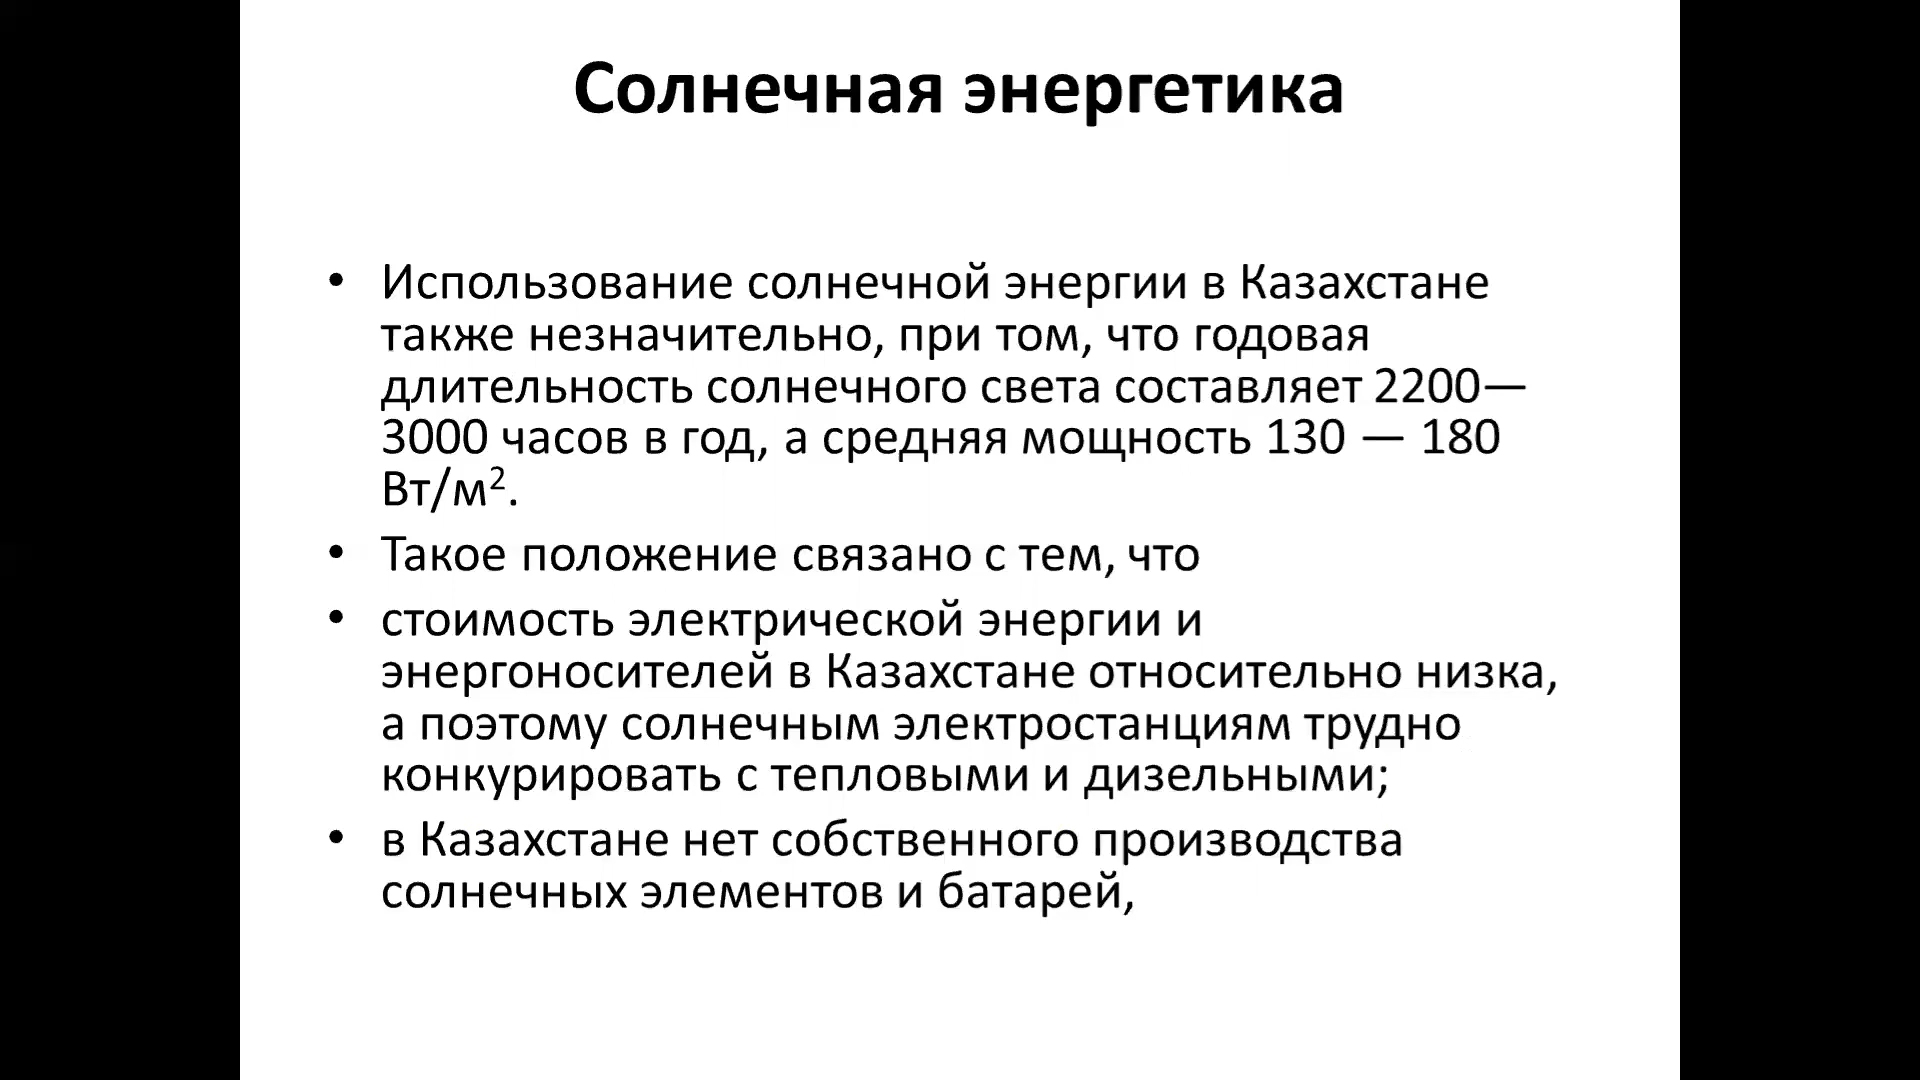 Солнечная энергетика
• Использование солнечной энергии в Казахстане
также незначительно, при том, что годовая
длительность солнечного света составляет 2200—
3000 часов в год, а средняя мощность 130 — 180
Вт/м².
• Такое положение связано с тем, что
• стоимость электрической энергии и
энергоносителей в Казахстане относительно низка,
а поэтому солнечным электростанциям трудно
конкурировать с тепловыми и дизельными;
• в Казахстане нет собственного производства
солнечных элементов и батарей,